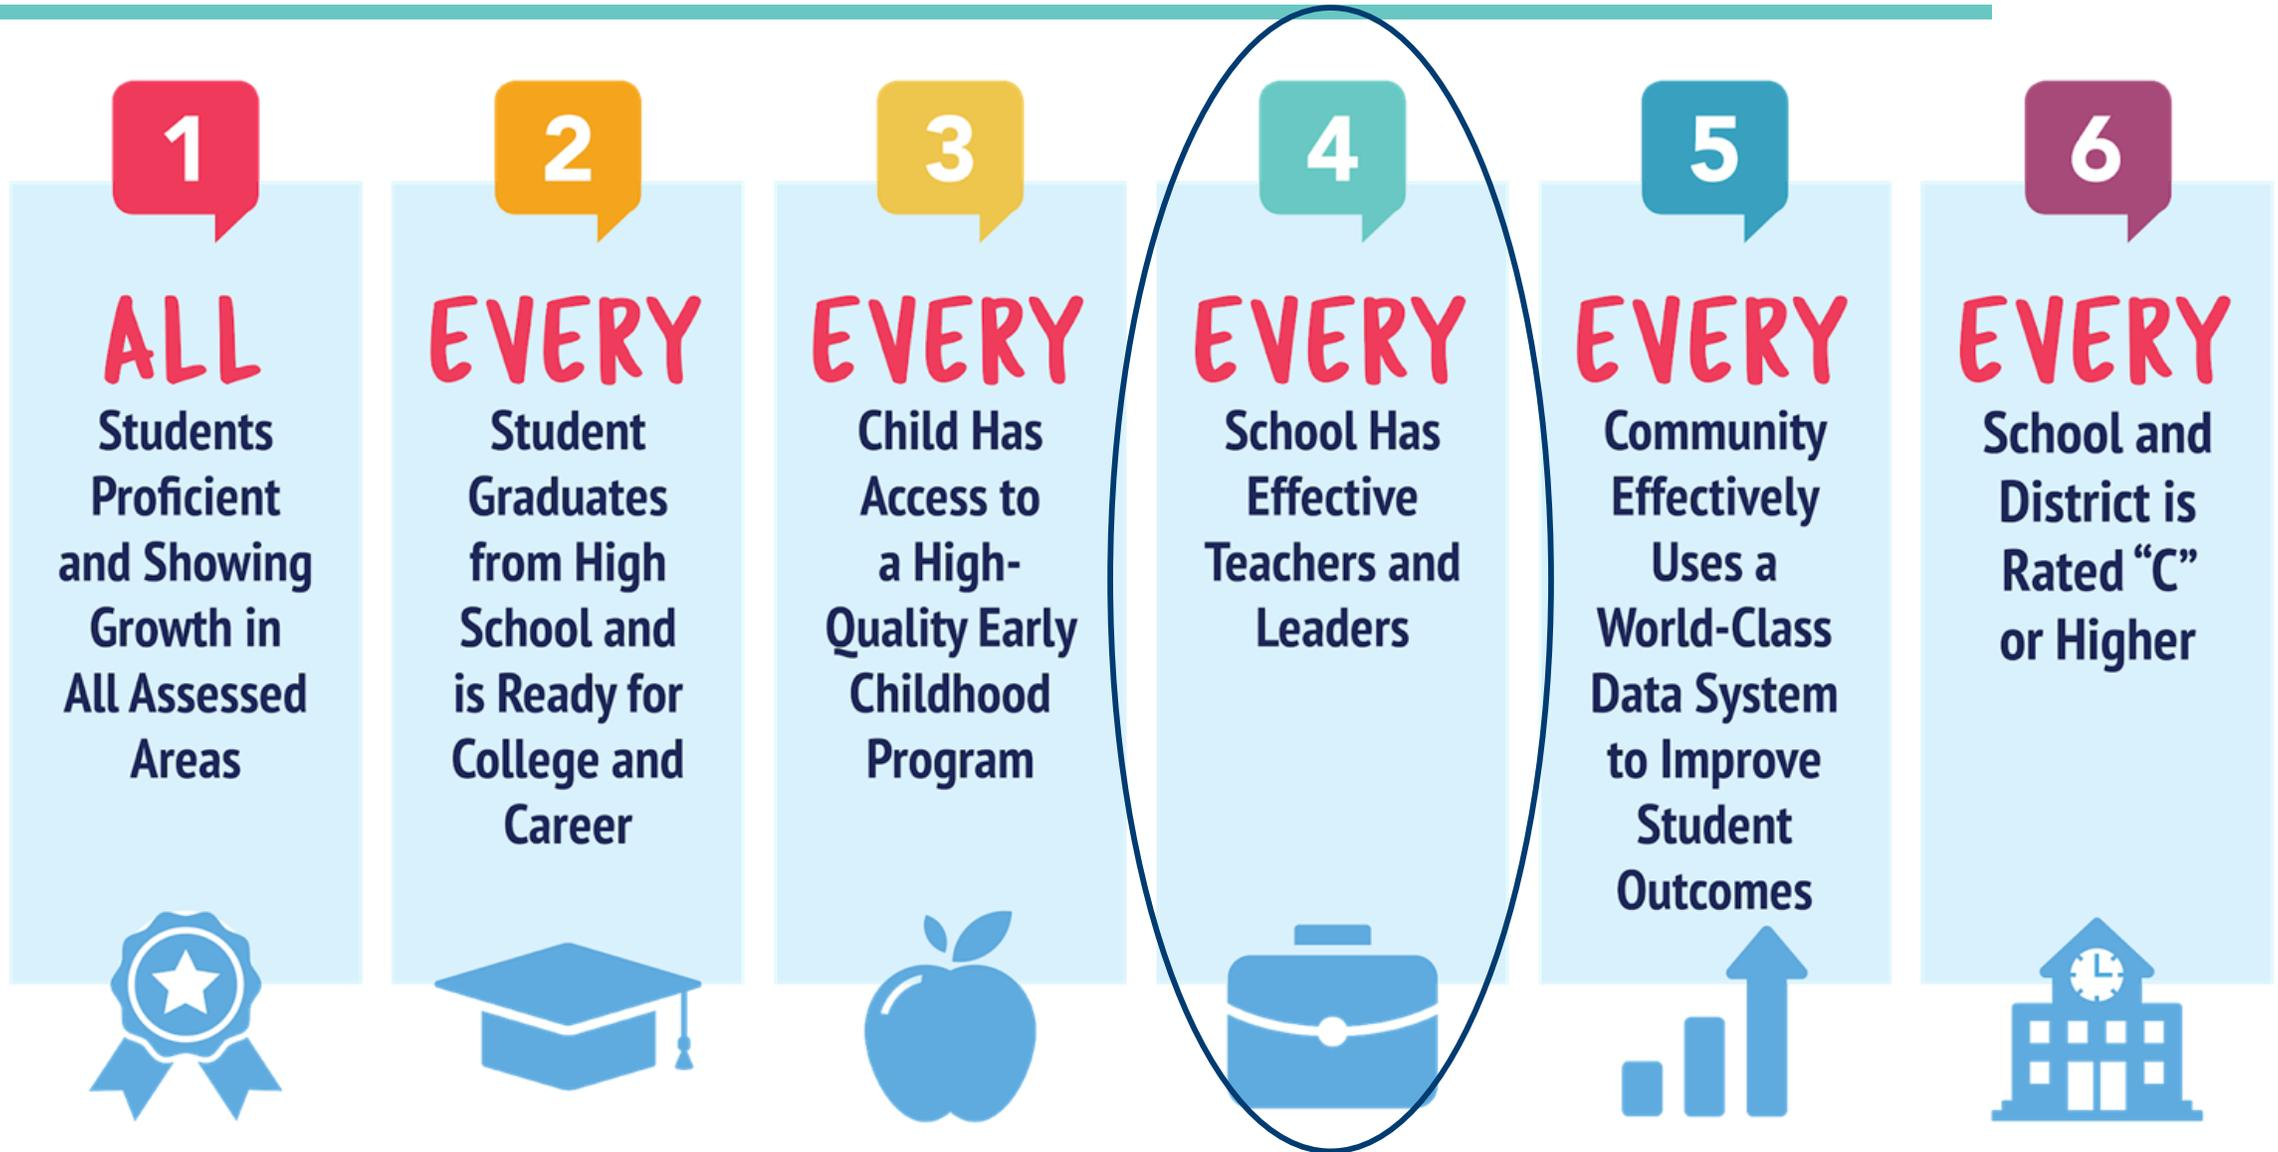 1
ALL
Students
Proficient
and Showing
Growth in
All Assessed
Areas
2
EVERY
Student
Graduates
from High
School and
is Ready for
College and
Career
3
EVERY
Child Has
Access to
a High-
Quality Early
Childhood
Program
4
EVERY
School Has
Effective
Teachers and
Leaders
5
EVERY
Community
Effectively
Uses a
World-Class
Data System
to Improve
Student
Outcomes
6
EVERY
School and
District is
Rated “C”
or Higher